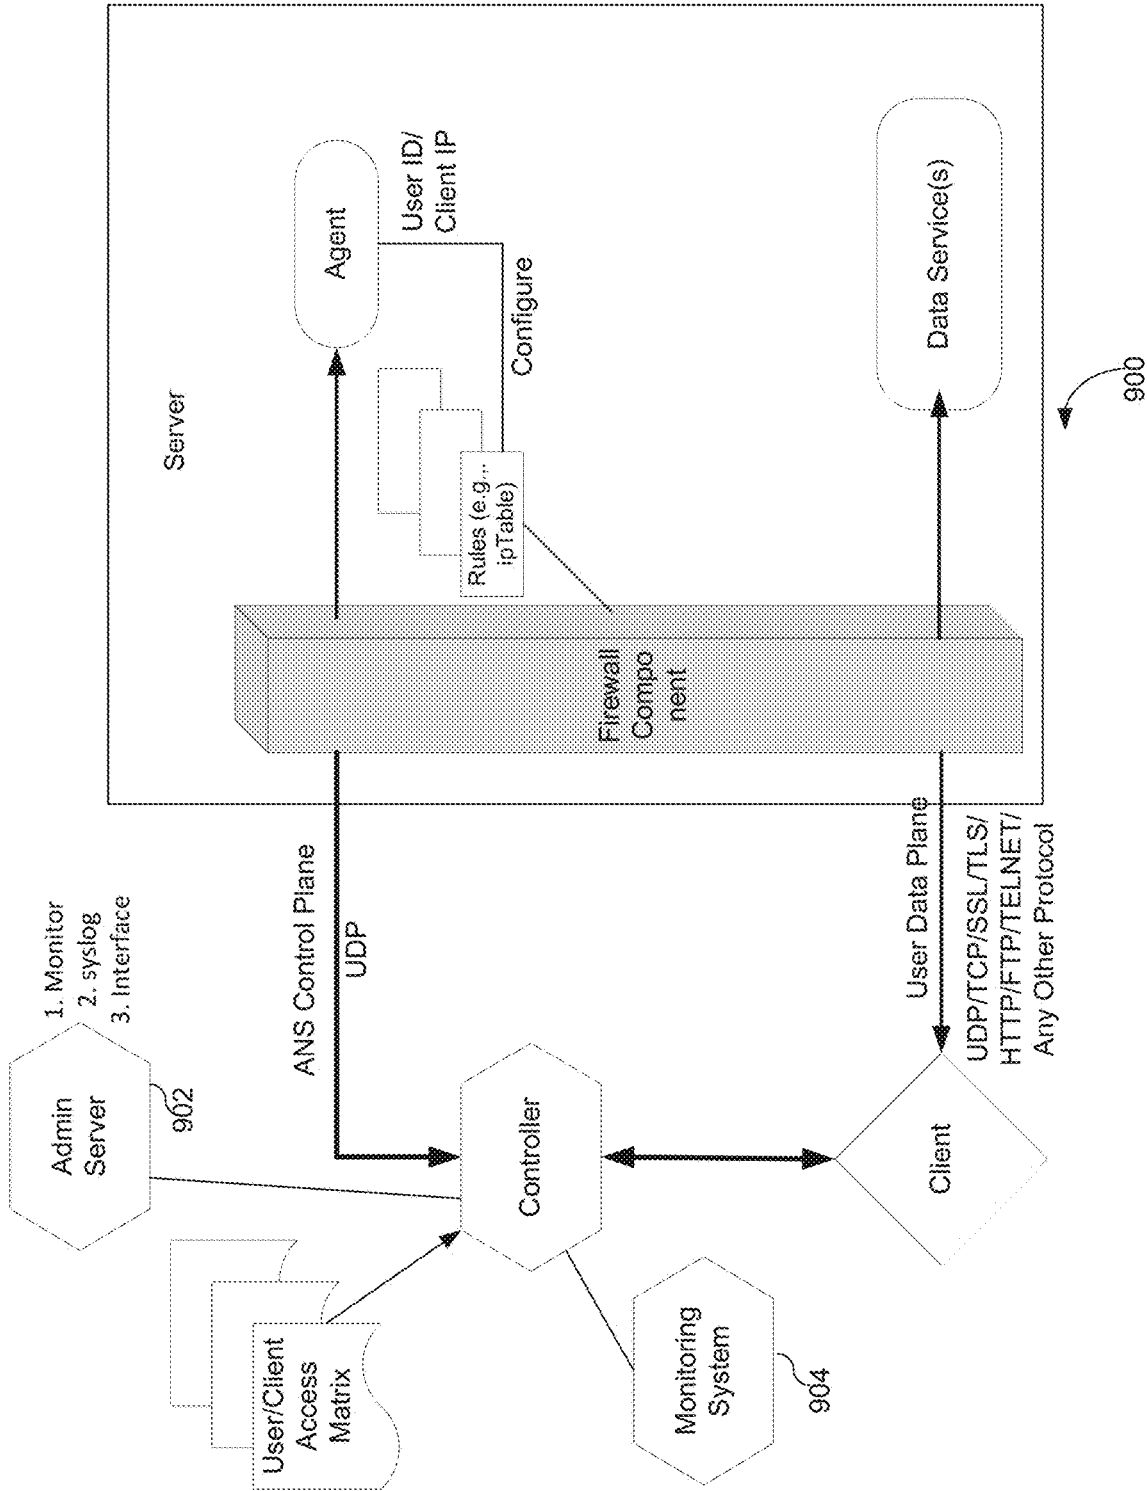 1. Monitor
2. syslog
3. Interface
Admin
Server
902
User/Client
Access
Matrix
ANS Control Plane
UDP
Controller
Monitoring
System
904
Client
User Data Plane
UDP/TCP/SSL/TLS/
HTTP/FTP/TELNET/
Any Other Protocol
Server
Firewall
Compo
nent
Rules (e.g...
ipTable)
Agent
User ID/
Client IP
Configure
Data Service(s)
900